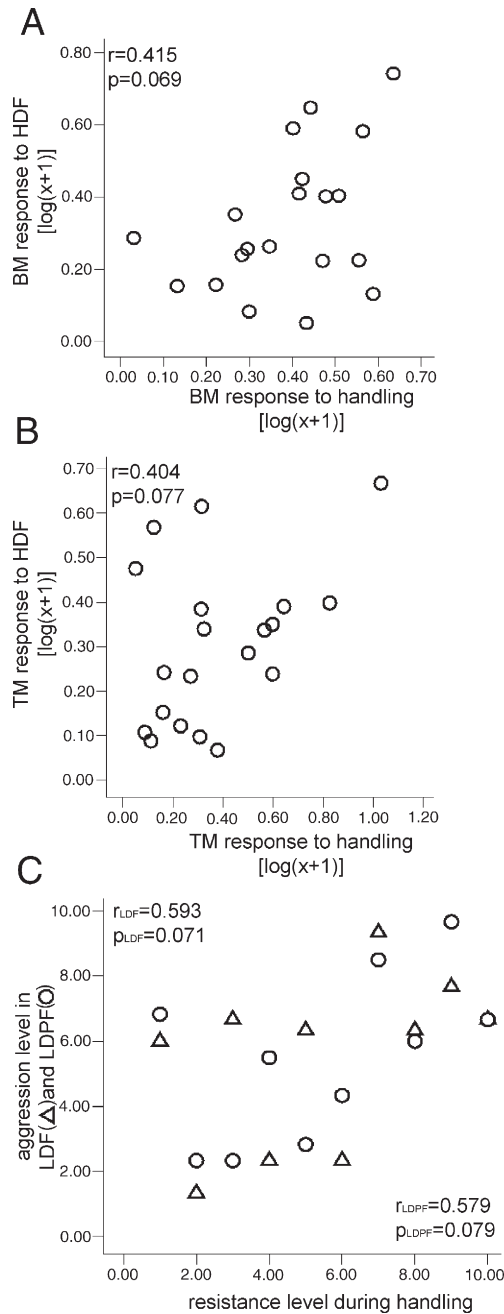 A
r=0.415
p=0.069
BM response to HDF
[log(x+1)]
0.80
0.60
0.40
0.20
0.00
0.00 0.10 0.20 0.30 0.40 0.50 0.60 0.70
BM response to handling
[log(x+1)]
B
r=0.404
p=0.077
TM response to HDF
[log(x+1)]
0.70
0.60
0.50
0.40
0.30
0.20
0.10
0.00
0.00 0.20 0.40 0.60 0.80 1.00 1.20
TM response to handling
[log(x+1)]
C
rLDF=0.593
pLDF=0.071
aggression level in
LDF(△)and LDPF(O)
10.00
8.00
6.00
4.00
2.00
0.00
rLDPF=0.579
pLDPF=0.079
0.00 2.00 4.00 6.00 8.00 10.00
resistance level during handling